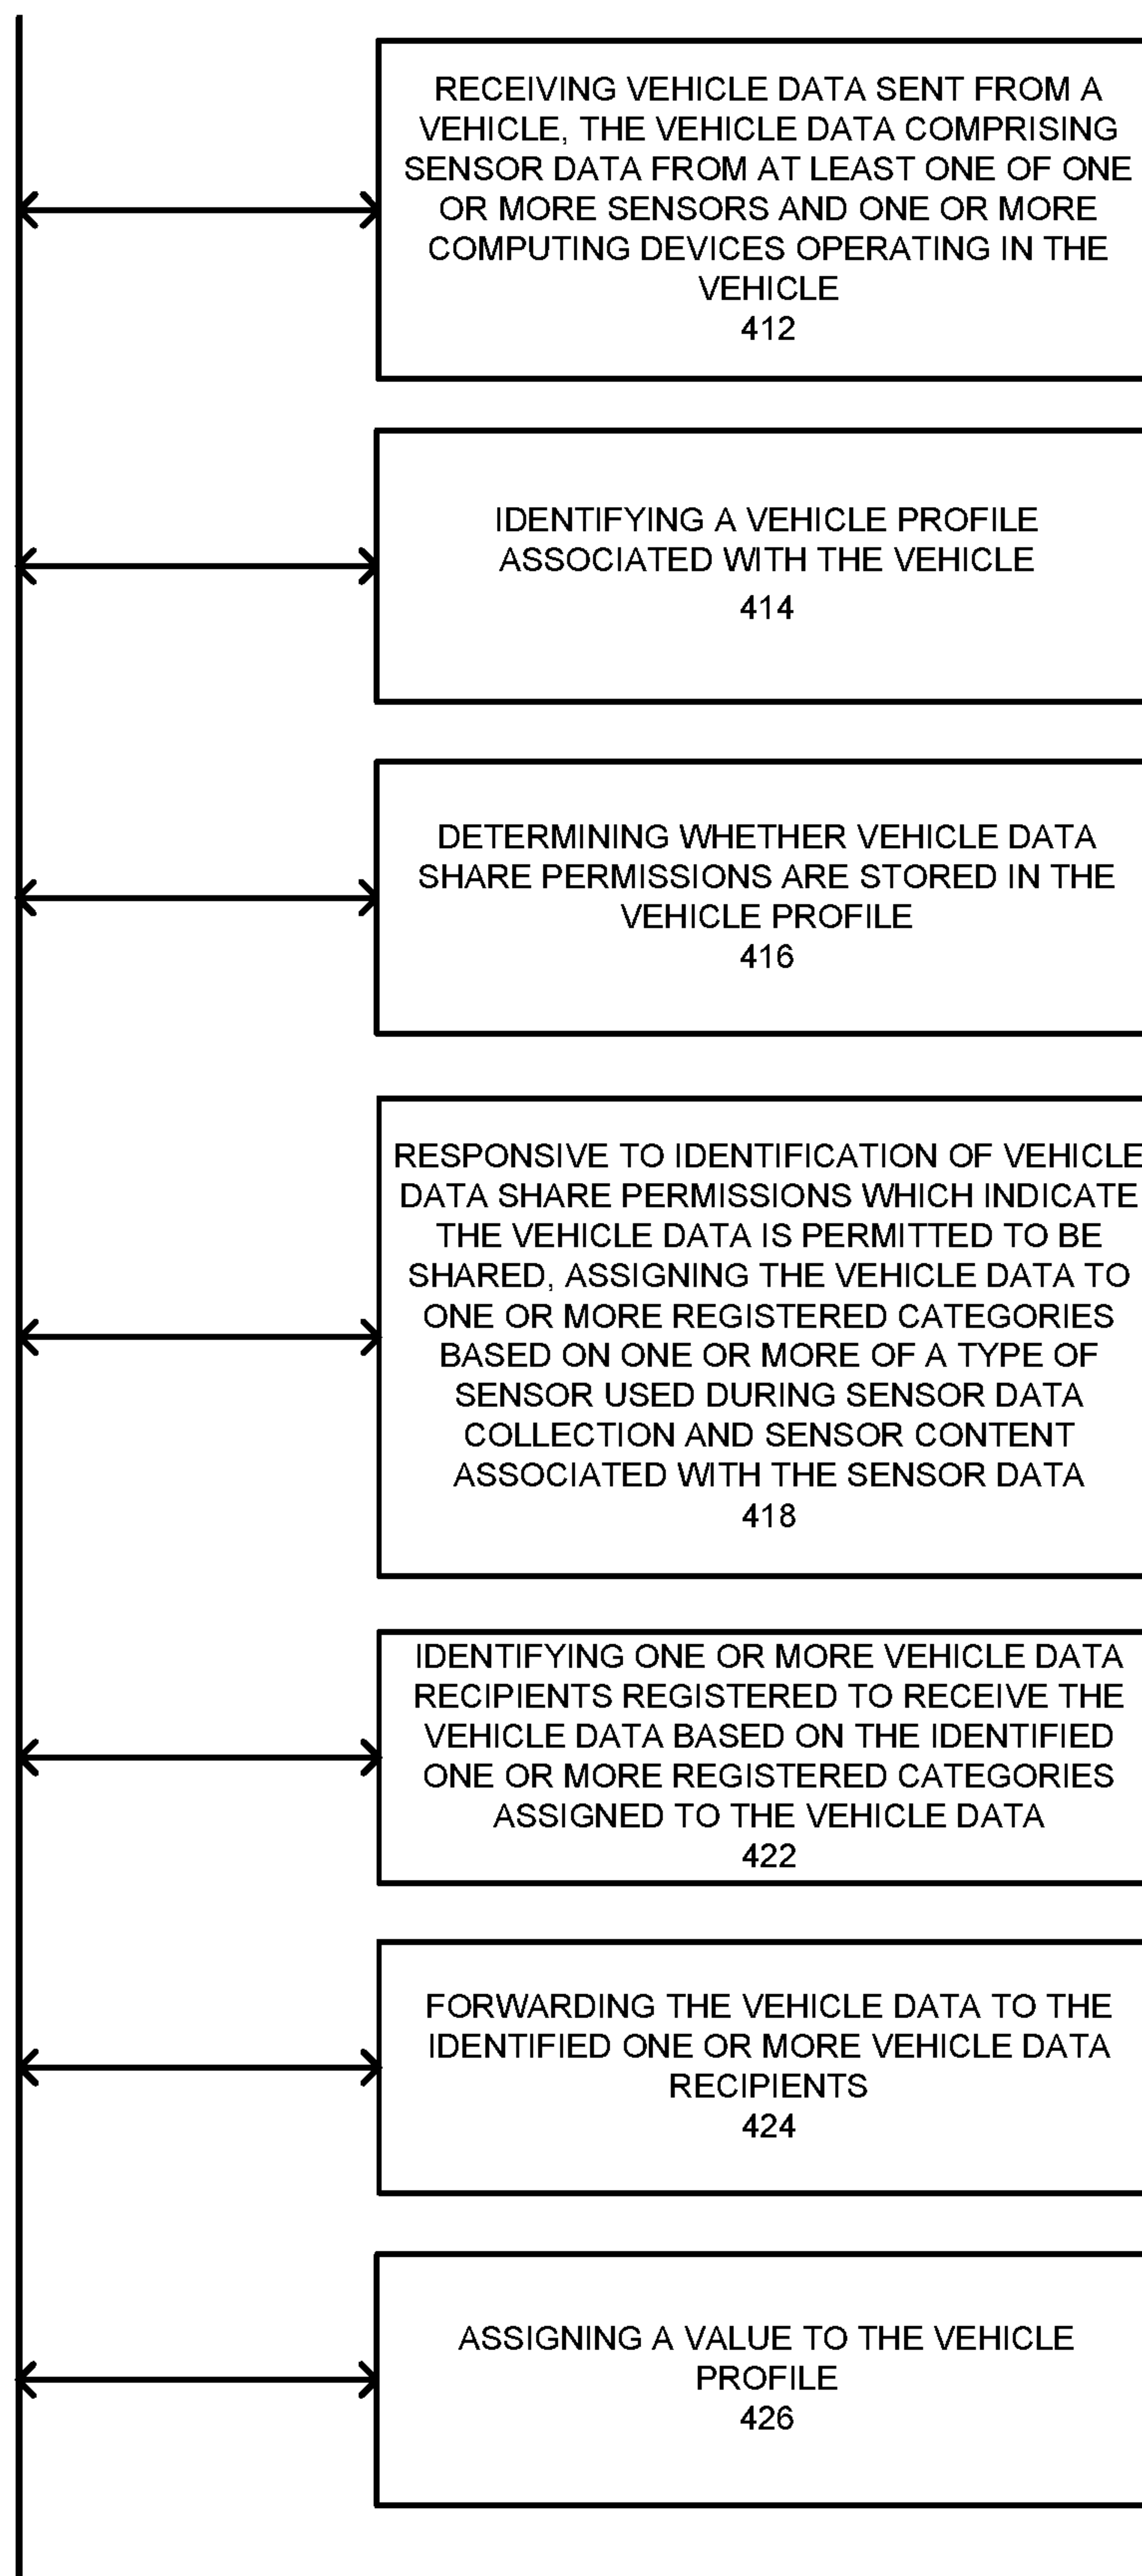 RECEIVING VEHICLE DATA SENT FROM A
VEHICLE, THE VEHICLE DATA COMPRISING
SENSOR DATA FROM AT LEAST ONE OF ONE
OR MORE SENSORS AND ONE OR MORE
COMPUTING DEVICES OPERATING IN THE
VEHICLE
412
IDENTIFYING A VEHICLE PROFILE
ASSOCIATED WITH THE VEHICLE
414
DETERMINING WHETHER VEHICLE DATA
SHARE PERMISSIONS ARE STORED IN THE
VEHICLE PROFILE
416
RESPONSIVE TO IDENTIFICATION OF VEHICLE
DATA SHARE PERMISSIONS WHICH INDICATE
THE VEHICLE DATA IS PERMITTED TO BE
SHARED, ASSIGNING THE VEHICLE DATA TO
ONE OR MORE REGISTERED CATEGORIES
BASED ON ONE OR MORE OF A TYPE OF
SENSOR USED DURING SENSOR DATA
COLLECTION AND SENSOR CONTENT
ASSOCIATED WITH THE SENSOR DATA
418
IDENTIFYING ONE OR MORE VEHICLE DATA
RECIPIENTS REGISTERED TO RECEIVE THE
VEHICLE DATA BASED ON THE IDENTIFIED
ONE OR MORE REGISTERED CATEGORIES
ASSIGNED TO THE VEHICLE DATA
422
FORWARDING THE VEHICLE DATA TO THE
IDENTIFIED ONE OR MORE VEHICLE DATA
RECIPIENTS
424
ASSIGNING A VALUE TO THE VEHICLE
PROFILE
426